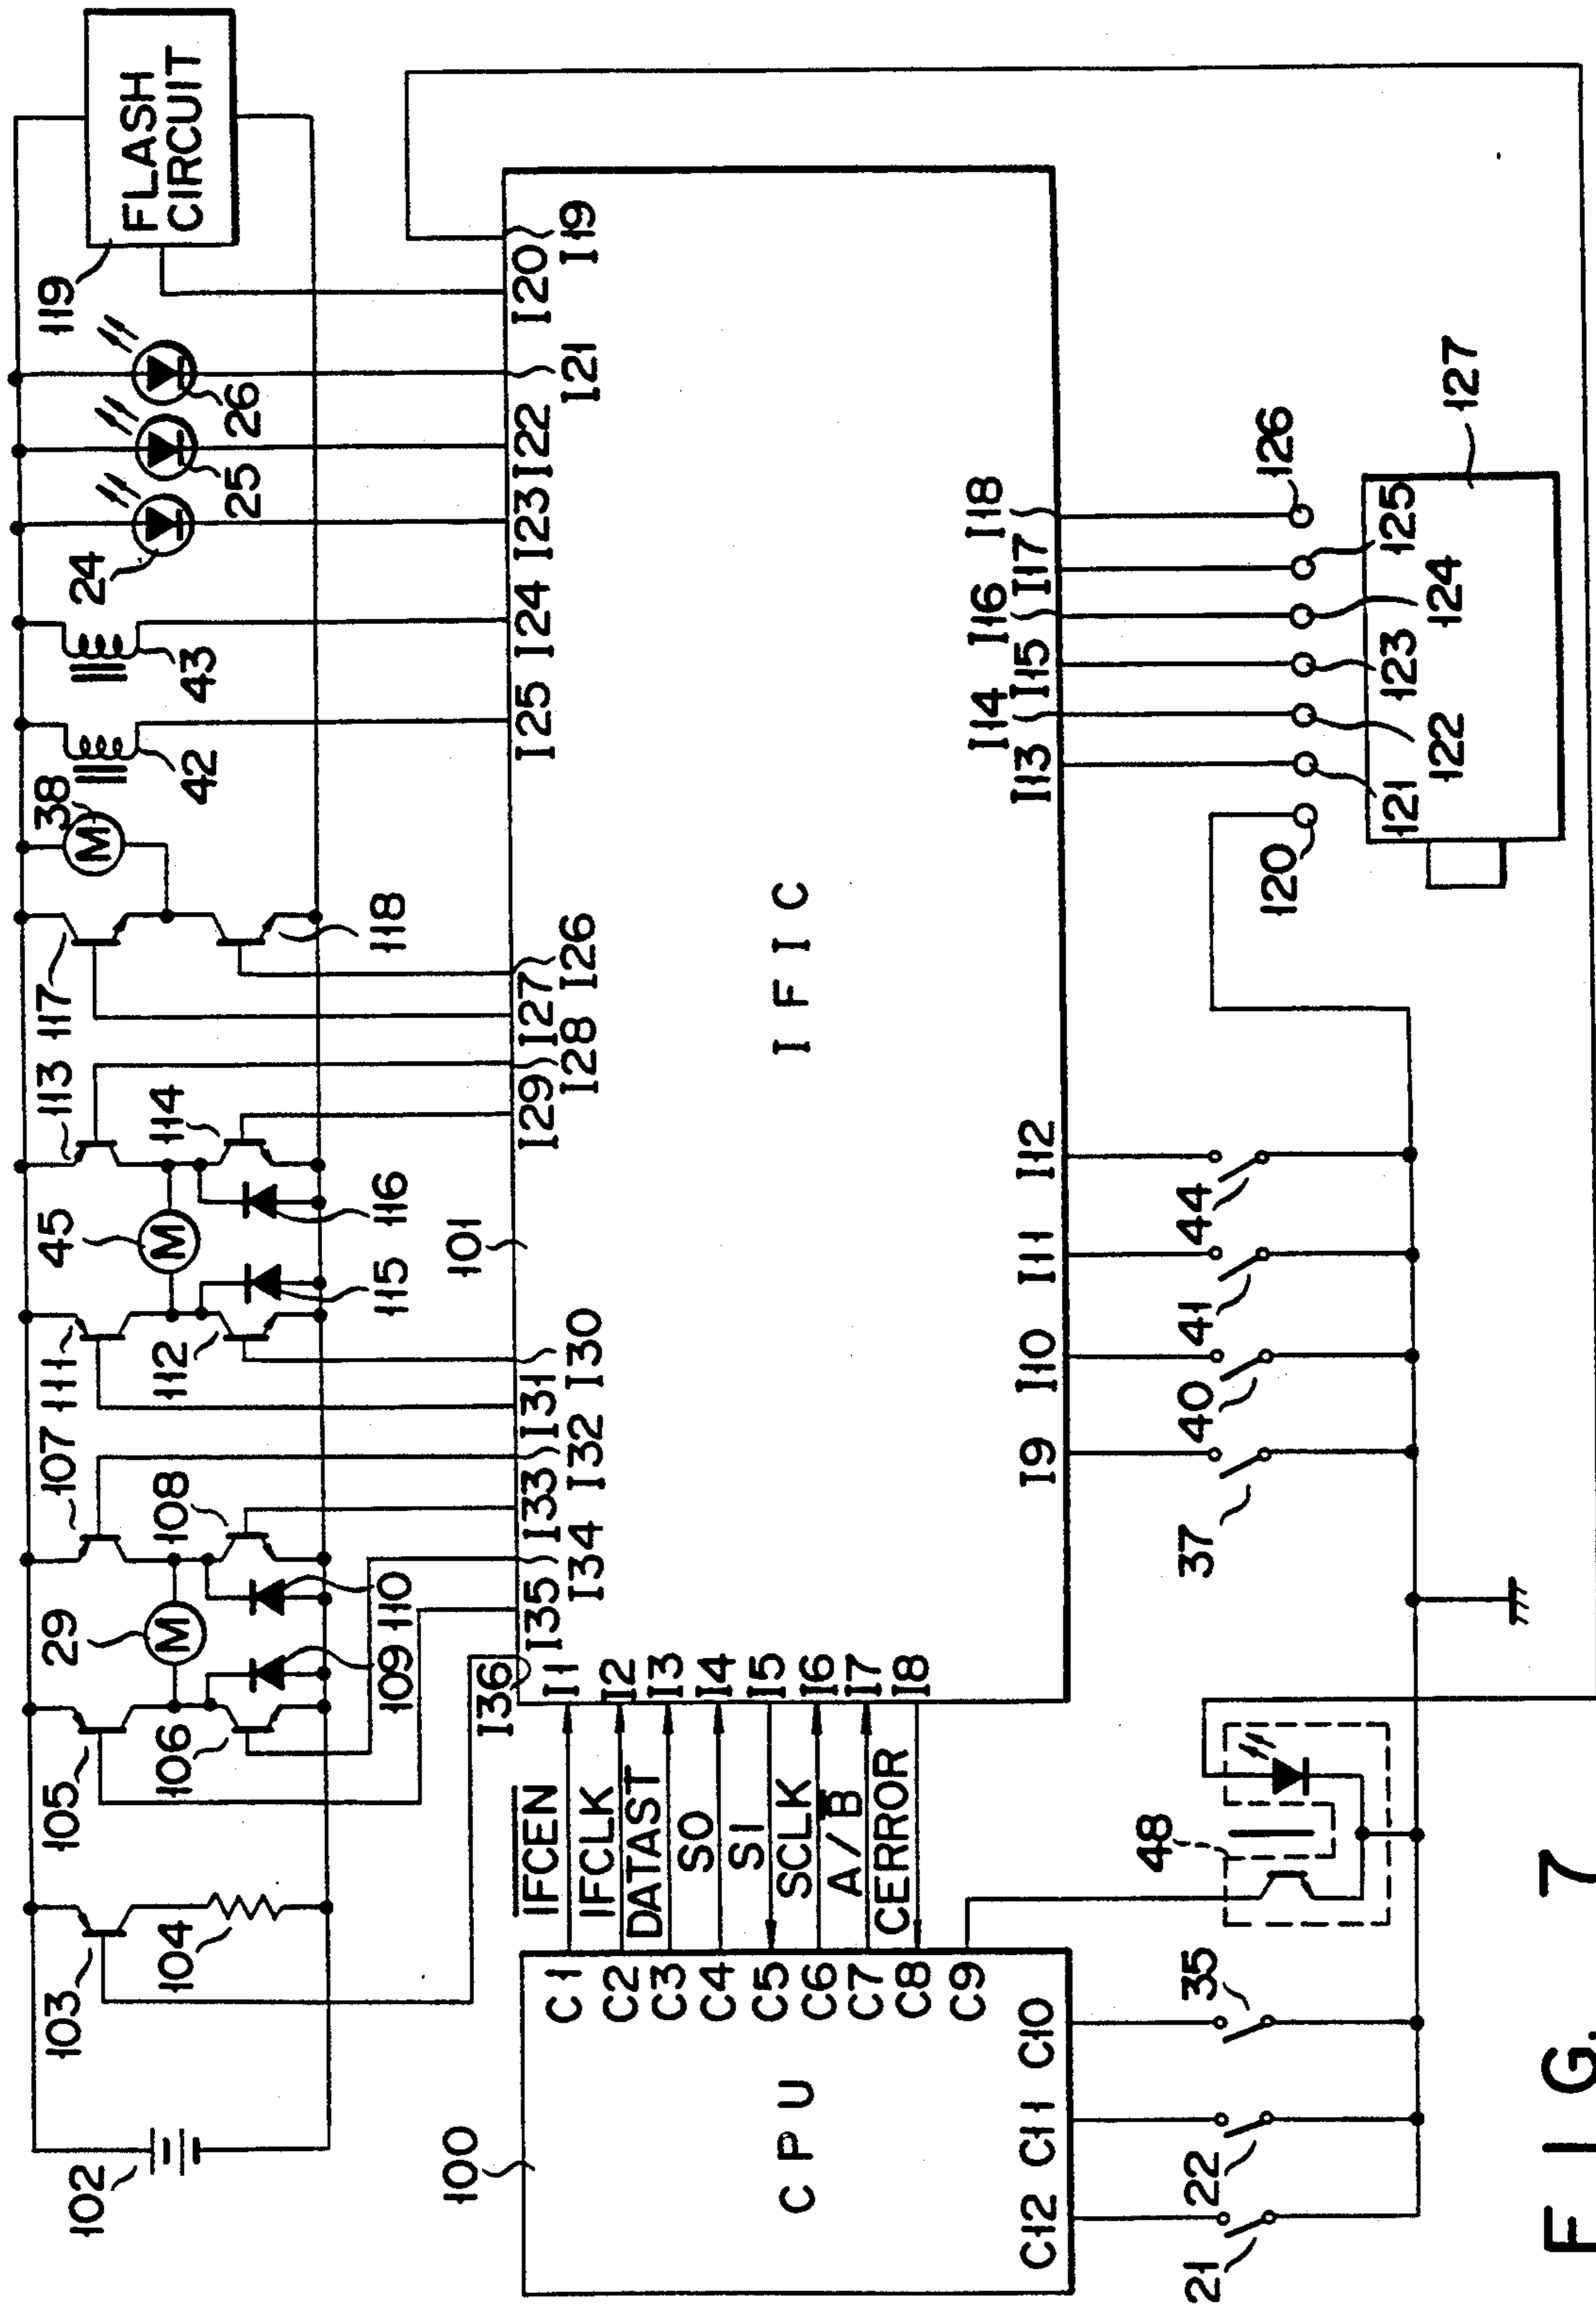 FLASH
CIRCUIT
119
26
25
24
43
42
38
117
118
113
114
45
116
115
111
112
107
108
29
110
109
105
106
103
104
102
I19
I20
I21
I22
I23
I24
I25
I26
I27
I28
I29
I30
I31
I32
I33
I34
I35
I36
101
IFIC
I1
I2
I3
I4
I5
I6
I7
I8
I9
I10
I11
I12
I13
I14
I15
I16
I17
I18
M
M
M
IFCEN
IFCLK
DATAST
SO
SI
SCLK
A/B
CERROR
100
CPU
C1
C2
C3
C4
C5
C6
C7
C8
C9
C10
C11
C12
37
40
41
44
120
121
122
123
124
125
126
127
48
35
22
21
FIG. 7